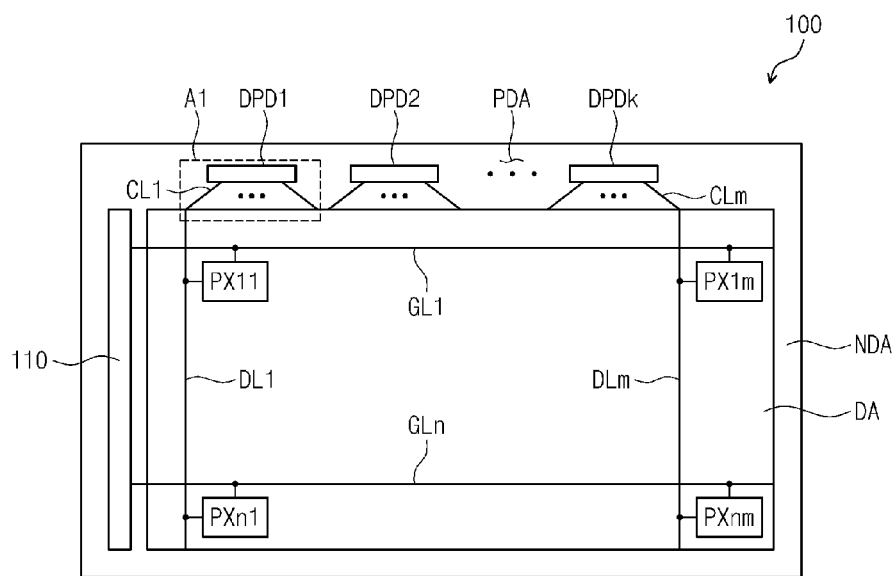 100
A1 DPD1 DPD2 PDA DPDk
CL1 CLm
PX11 PX1m
GL1
110 NDA
DL1 DLm DA
GLn
PXn1 PXnm